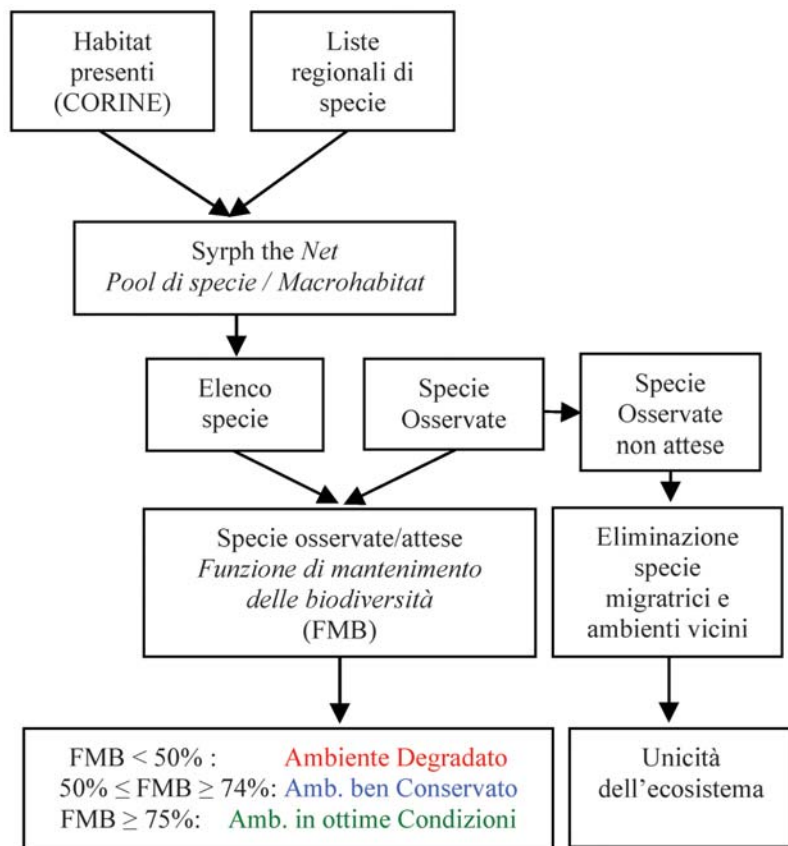 Habitat
presenti
(CORINE)
Liste
regionali di
specie
Syrph the Net
Pool di specie / Macrohabitat
Elenco
specie
Specie
Osservate
Specie
Osservate
non attese
Specie osservate/attese
Funzione di mantenimento
delle biodiversità
(FMB)
Eliminazione
specie
migratrici e
ambienti vicini
FMB < 50% : Ambiente Degradato
50% ≤ FMB ≥ 74%: Amb. ben Conservato
FMB ≥ 75%: Amb. in ottime Condizioni
Unicità
dell’ecosistema